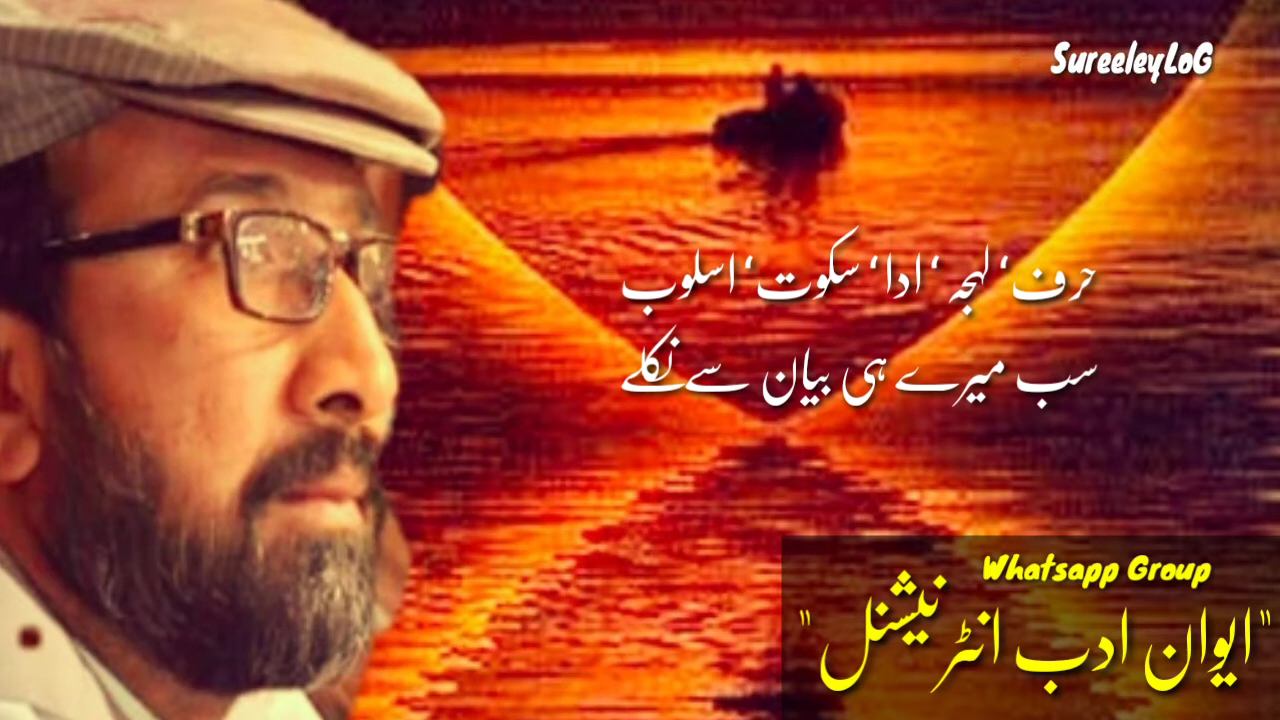 SureeleyLoG
حرف‘ لہجہ‘ ادا‘ سکوت‘ اسلوب
سب میرے ہی بیان سے نکلے
Whatsapp Group
"ایوان ادب انٹرنیشنل"